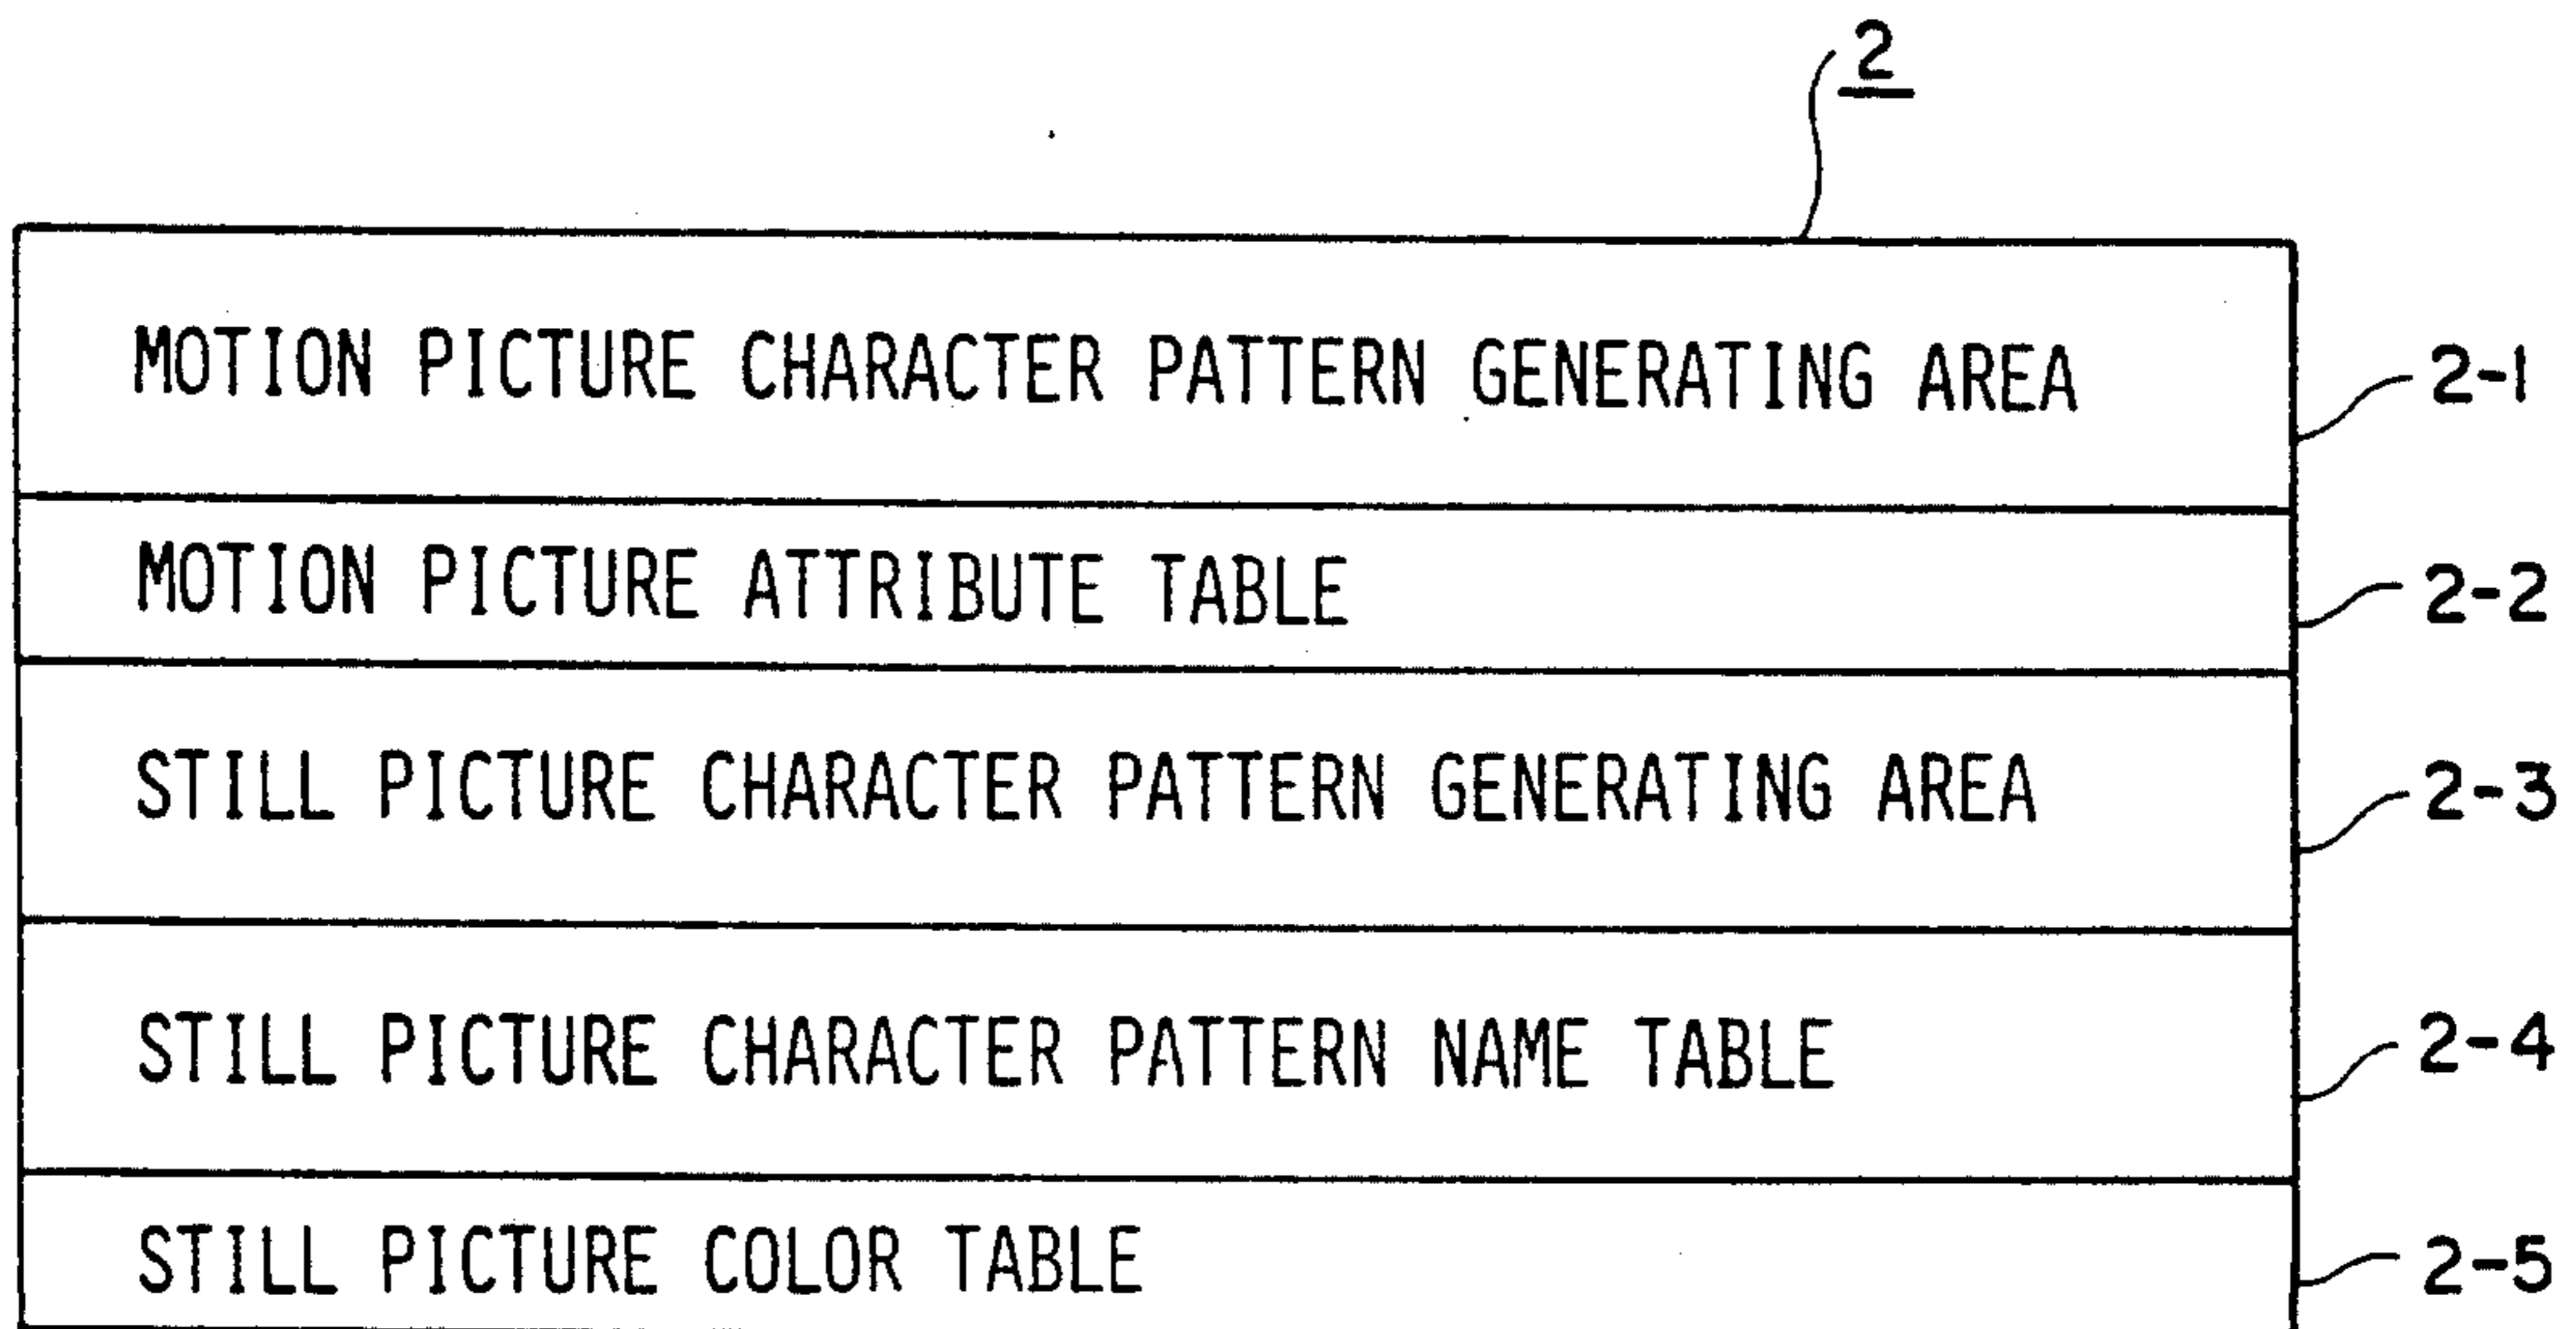 2
MOTION PICTURE CHARACTER PATTERN GENERATING AREA 2-1
MOTION PICTURE ATTRIBUTE TABLE 2-2
STILL PICTURE CHARACTER PATTERN GENERATING AREA 2-3
STILL PICTURE CHARACTER PATTERN NAME TABLE 2-4
STILL PICTURE COLOR TABLE 2-5